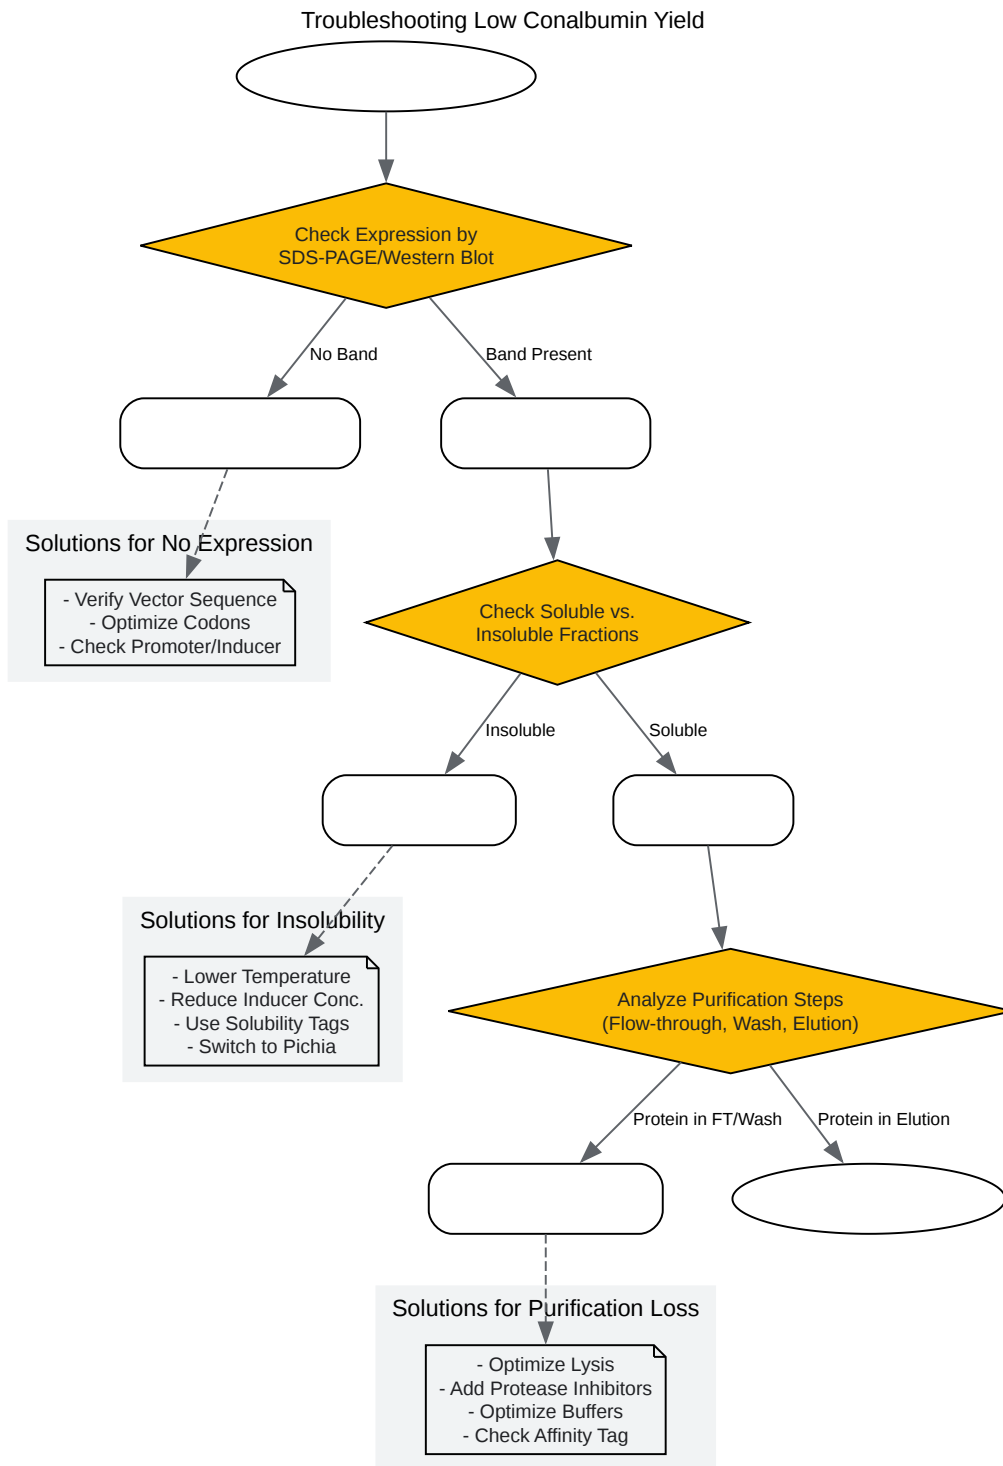 Troubleshooting Low Conalbumin Yield
Check Expression by
SDS-PAGE/Western Blot
No Band
Band Present
Solutions for No Expression
- Verify Vector Sequence
- Optimize Codons
- Check Promoter/Inducer
Check Soluble vs.
Insoluble Fractions
Insoluble
Soluble
Solutions for Insolubility
- Lower Temperature
- Reduce Inducer Conc.
- Use Solubility Tags
- Switch to Pichia
Analyze Purification Steps
(Flow-through, Wash, Elution)
Protein in FT/Wash
Protein in Elution
Solutions for Purification Loss
- Optimize Lysis
- Add Protease Inhibitors
- Optimize Buffers
- Check Affinity Tag